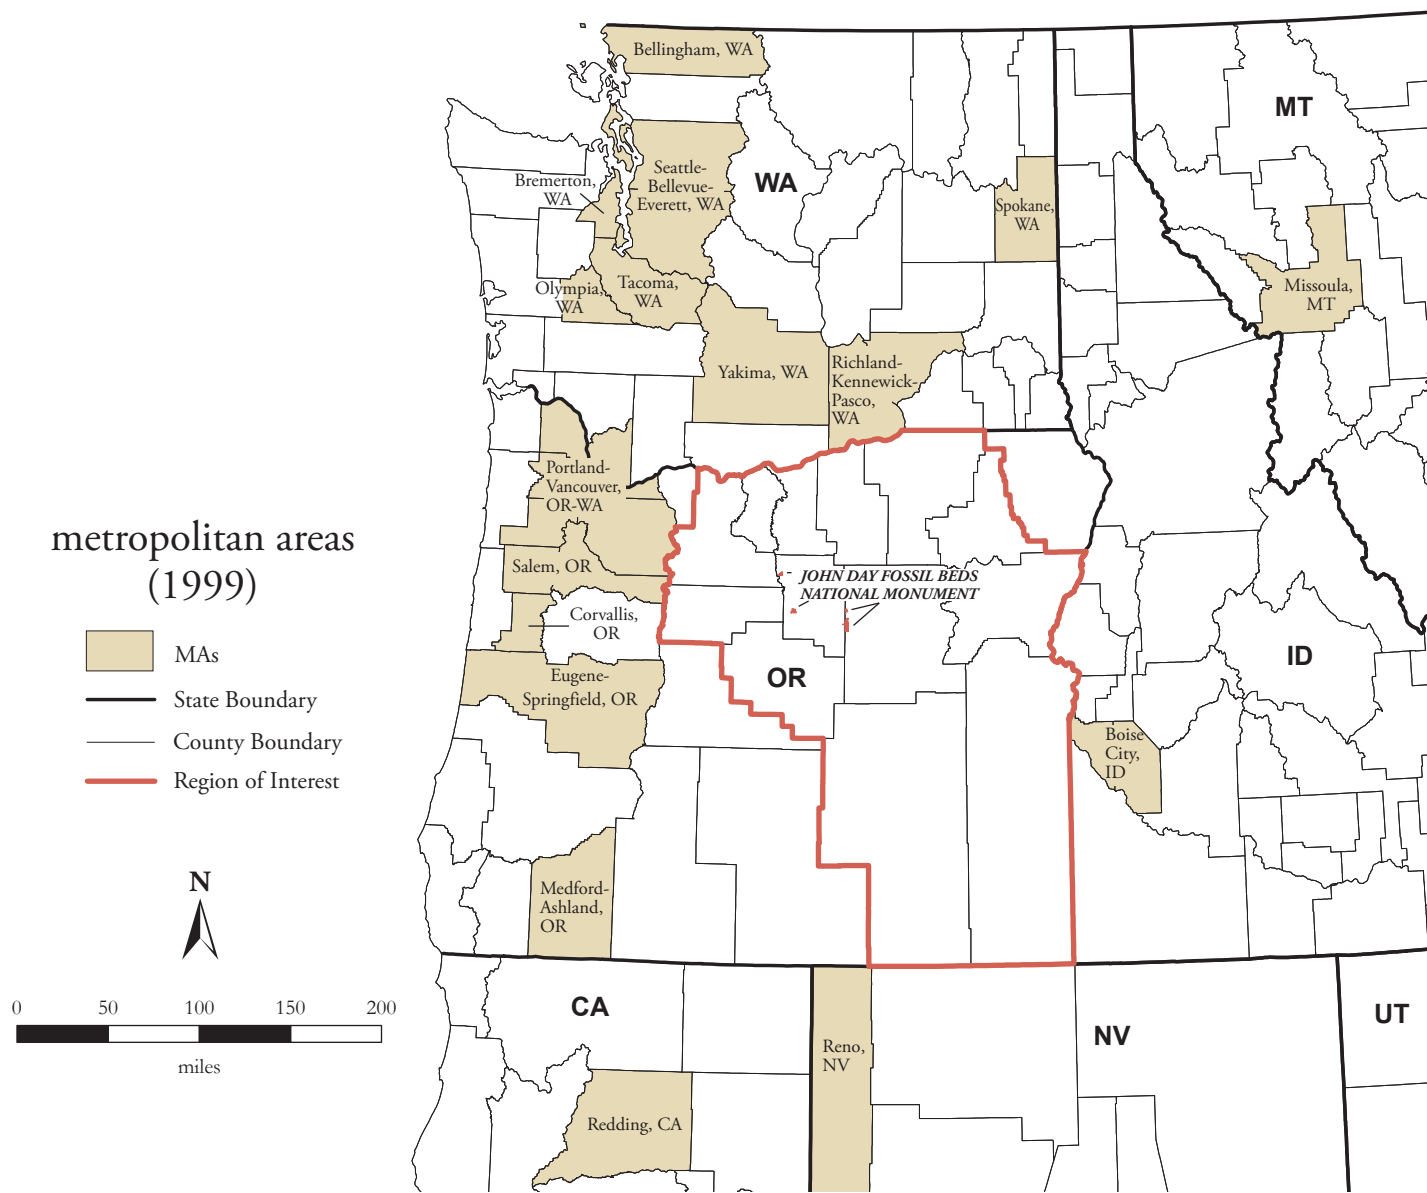 Bellingham, WA
MT
Seattle-
Bellevue-
Everett, WA
WA
Bremerton,
WA
Spokane,
WA
Olympia,
WA
Tacoma,
WA
Missoula,
MT
Yakima, WA
Richland-
Kennewick-
Pasco,
WA
Portland-
Vancouver,
OR-WA
metropolitan areas
(1999)
MAs
State Boundary
County Boundary
Region of Interest
Salem, OR
JOHN DAY FOSSIL BEDS
NATIONAL MONUMENT
Corvallis,
OR
OR
ID
Eugene-
Springfield, OR
Boise
City,
ID
Medford-
Ashland,
OR
N
0 50 100 150 200
miles
CA
NV
UT
Reno,
NV
Redding, CA